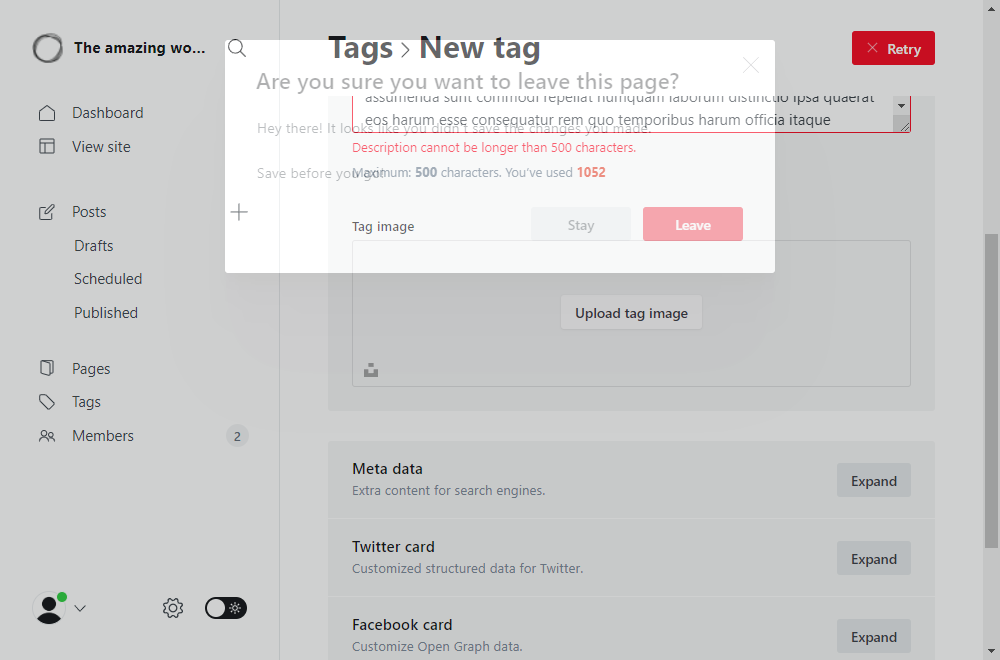 The amazing wo...
Dashboard
View site
Posts
Drafts
Scheduled
Published
Pages
Tags
Members
2
Tags
New tag
Retry
Are you sure you want to leave this page?
assumenda sunt commodi repellat numquam laborum distinctio ipsa quaerat
eos harum esse consequatur rem quo temporibus harum officia itaque
Hey there! It looks like you didn't save the changes you made.
Description cannot be longer than 500 characters.
Save before you go!
Maximum: 500 characters. You've used 1052
Tag image
Stay
Leave
Upload tag image
Meta data
Extra content for search engines.
Expand
Twitter card
Customized structured data for Twitter.
Expand
Facebook card
Customize Open Graph data.
Expand